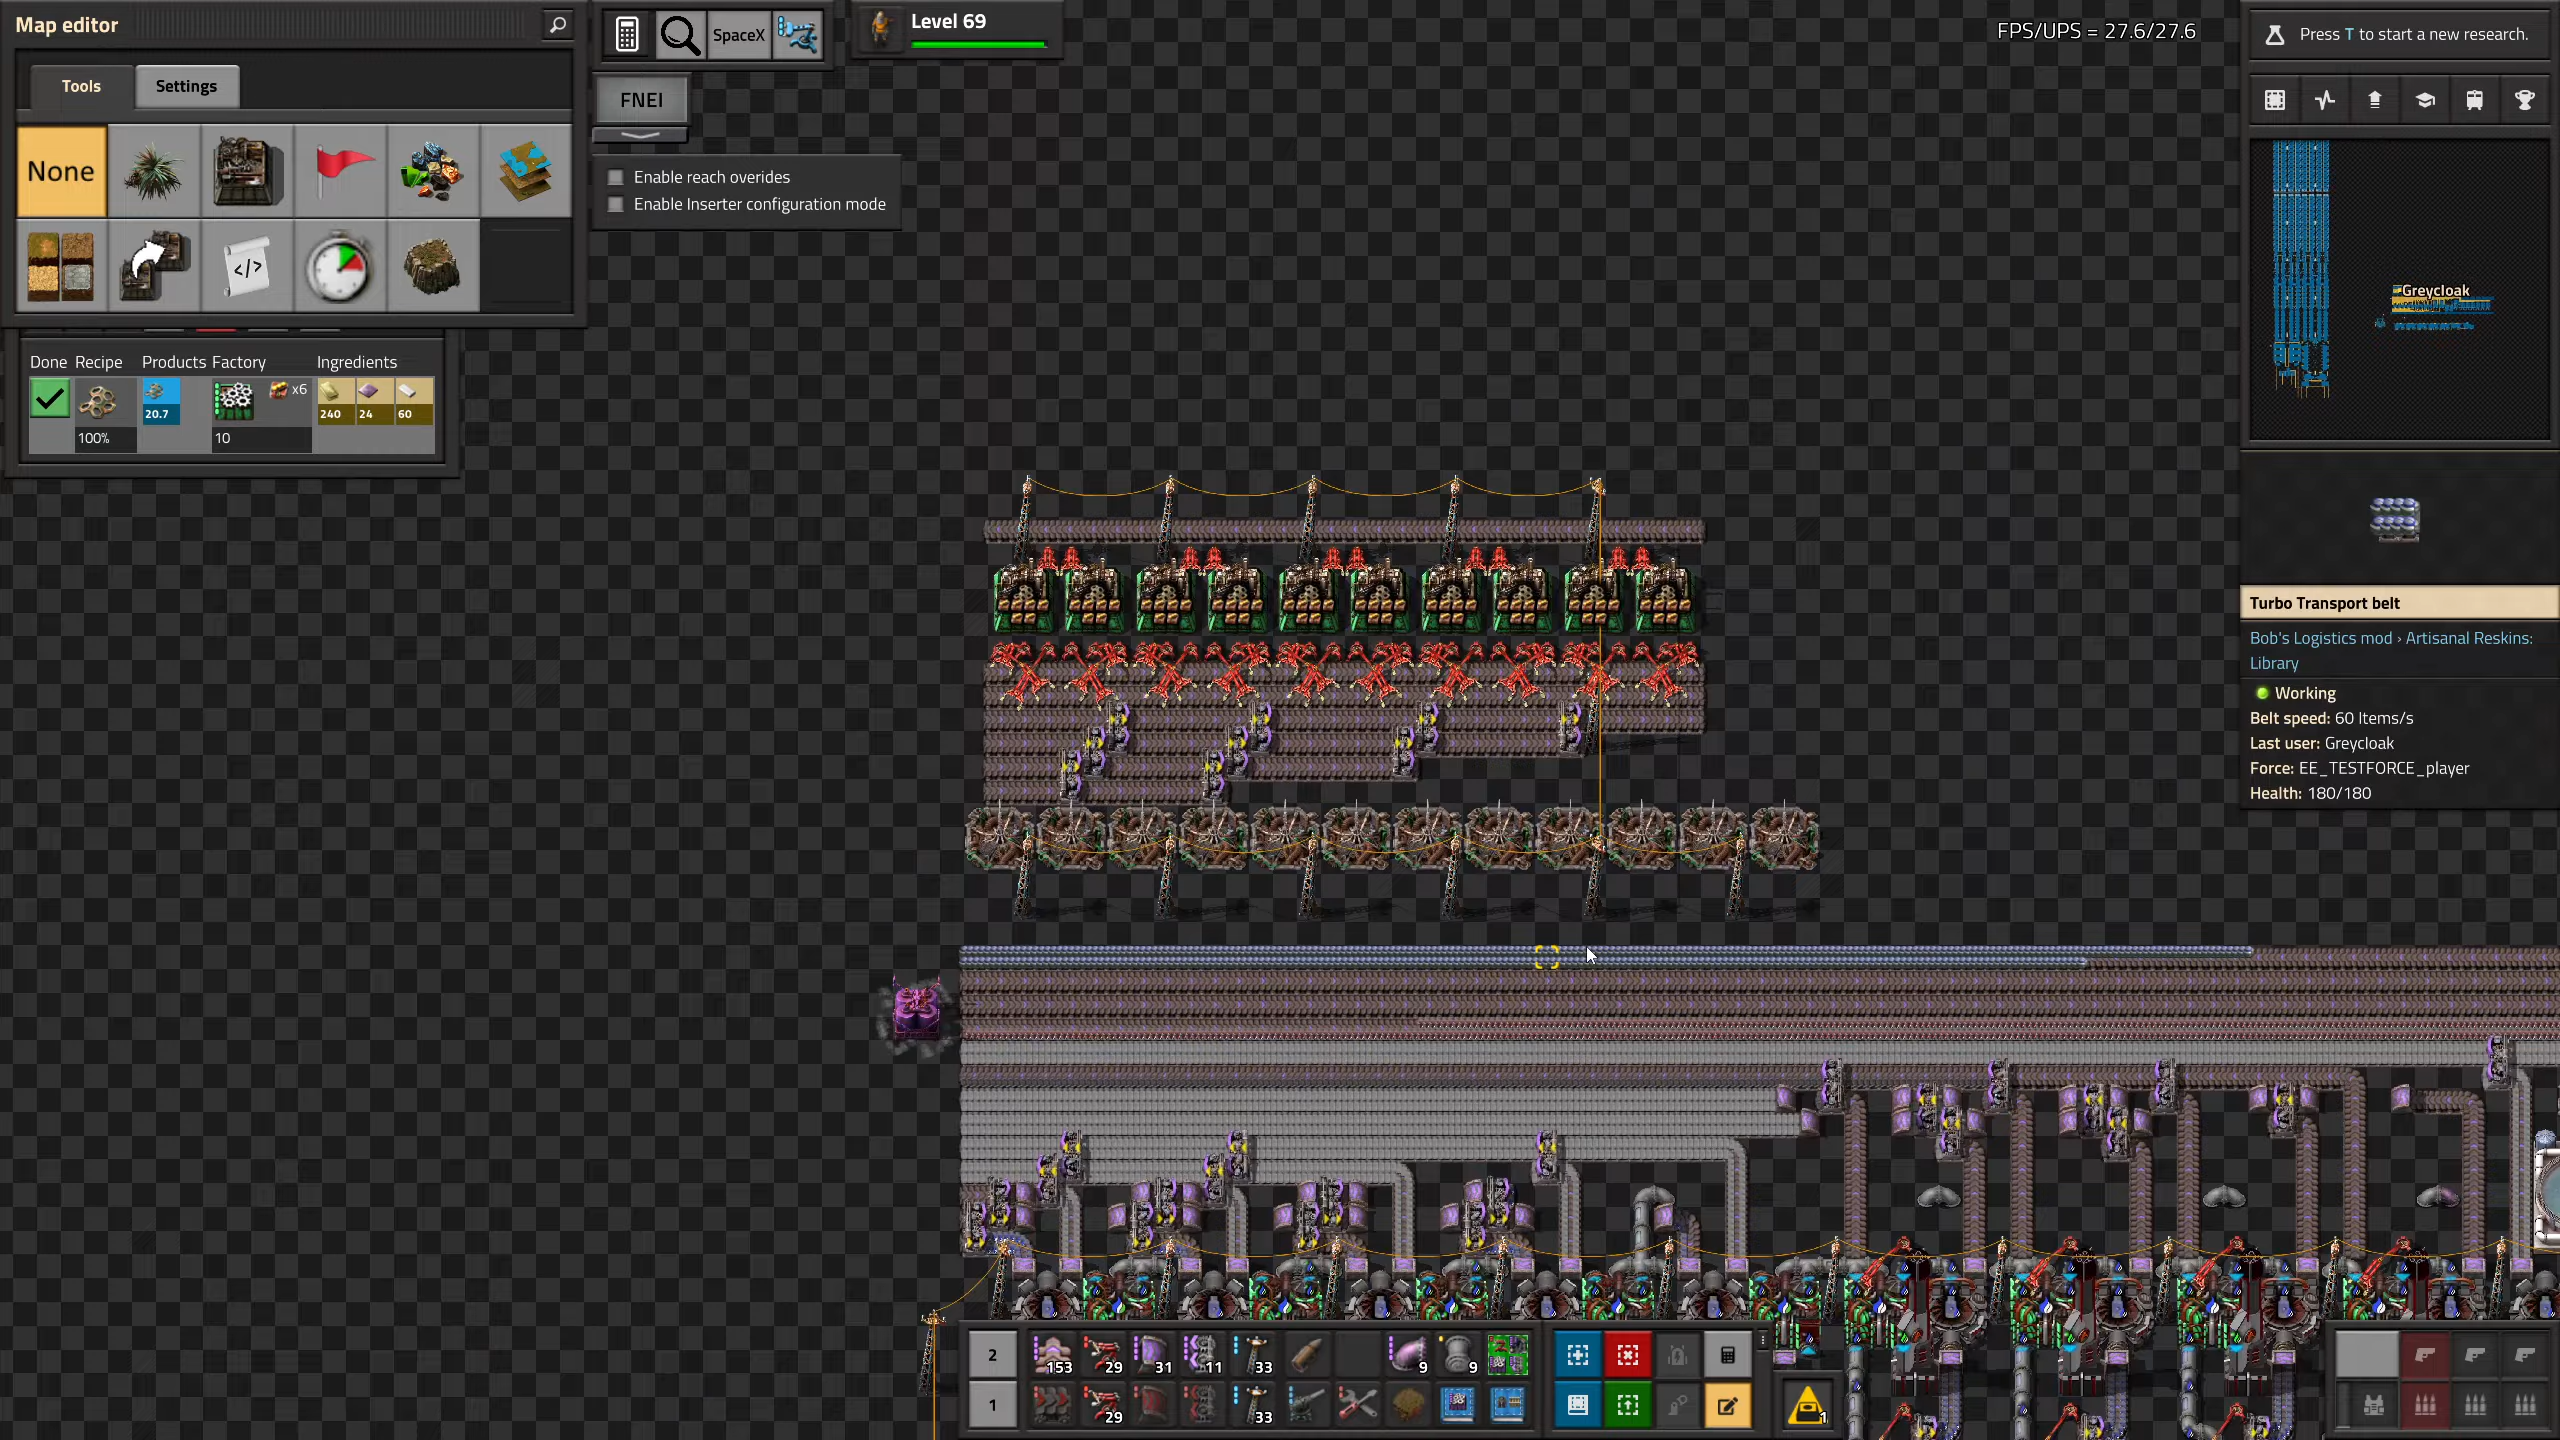 Map editor
Tools
Settings
None
</>
SpaceX
Level 69
FNEI
Enable reach overides
Enable Inserter configuration mode
FPS/UPS = 27.6/27.6
Press T to start a new research.
Done Recipe Products Factory Ingredients
x6
20.7
240 24 60
100%
10
Greycloak
Turbo Transport belt
Bob's Logistics mod › Artisanal Reskins:
Library
Working
Belt speed: 60 Items/s
Last user: Greycloak
Force: EE_TESTFORCE_player
Health: 180/180
2
153 29 31 11 33 9 9
1
29 33
1